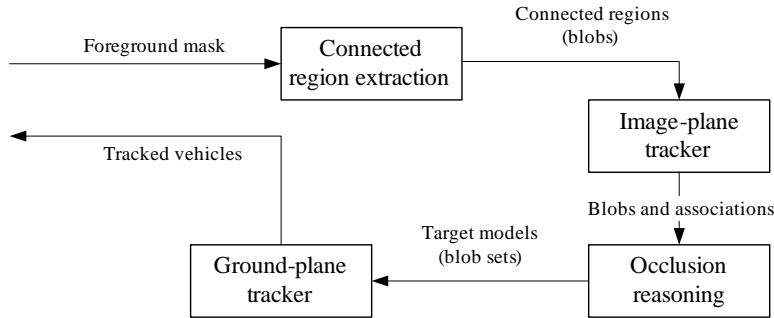 Foreground mask
Connected
region extraction
Connected regions
(blobs)
Image-plane
tracker
Blobs and associations
Occlusion
reasoning
Target models
(blob sets)
Ground-plane
tracker
Tracked vehicles